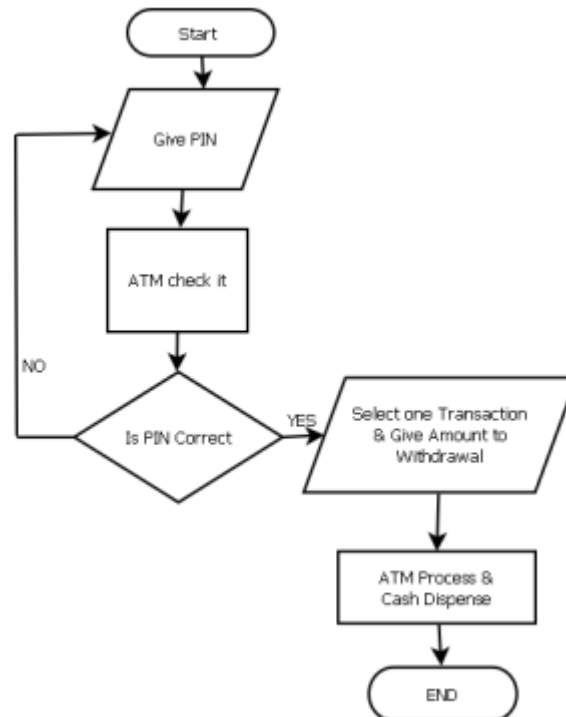 Start
Give PIN
ATM check it
NO
Is PIN Correct
YES
Select one Transaction
& Give Amount to
Withdrawal
ATM Process &
Cash Dispense
END